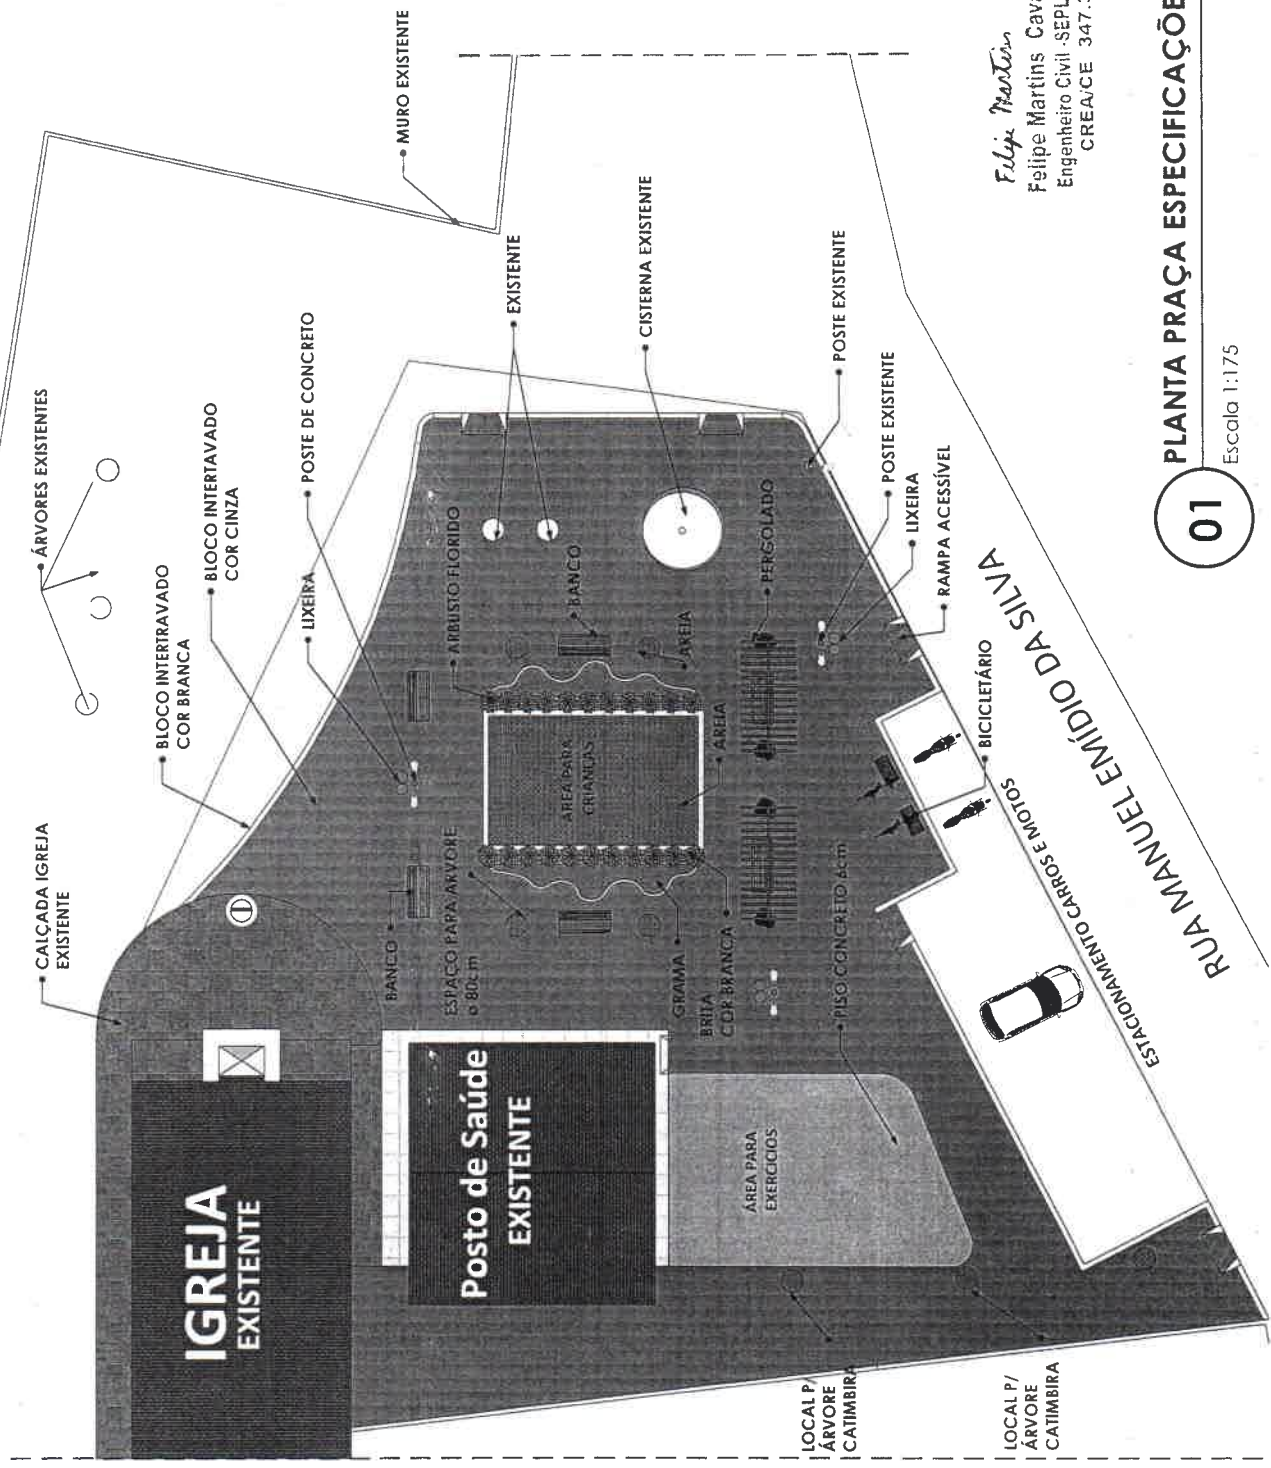 ÁRVORES EXISTENTES
MURO EXISTENTE
BLOCO INTERTRAVADO
COR BRANCA
BLOCO INTERTAVADO
COR CINZA
POSTE DE CONCRETO
LIXEIRA
CALÇADA IGREJA
EXISTENTE
EXISTENTE
CISTERNA EXISTENTE
POSTE EXISTENTE
POSTE EXISTENTE
LIXEIRA
RAMPA ACESSÍVEL
BICICLETÁRIO
ARBUSTO FLORIDO
BANCO
AREIA
PERGOLADO
ÁREA PARA
CRIANÇAS
AREIA
BANCO
ESPAÇO PARA ARVORE
ø 80cm
GRAMA
BRITA
COR BRANCA
PISO CONCRETO 6cm
IGREJA
EXISTENTE
Posto de Saúde
EXISTENTE
ÁREA PARA
EXERCÍCIOS
LOCAL P/
ÁRVORE
CATIMBIRA
LOCAL P/
ÁRVORE
CATIMBIRA
ESTACIONAMENTO CARROS E MOTOS
RUA MANUEL EMÍDIO DA SILVA
Felipe Martins
Felipe Martins
Engenheiro Civil -SEPL
CREA/CE 347.
01
PLANTA PRAÇA ESPECIFICAÇÕE
Escala 1:175